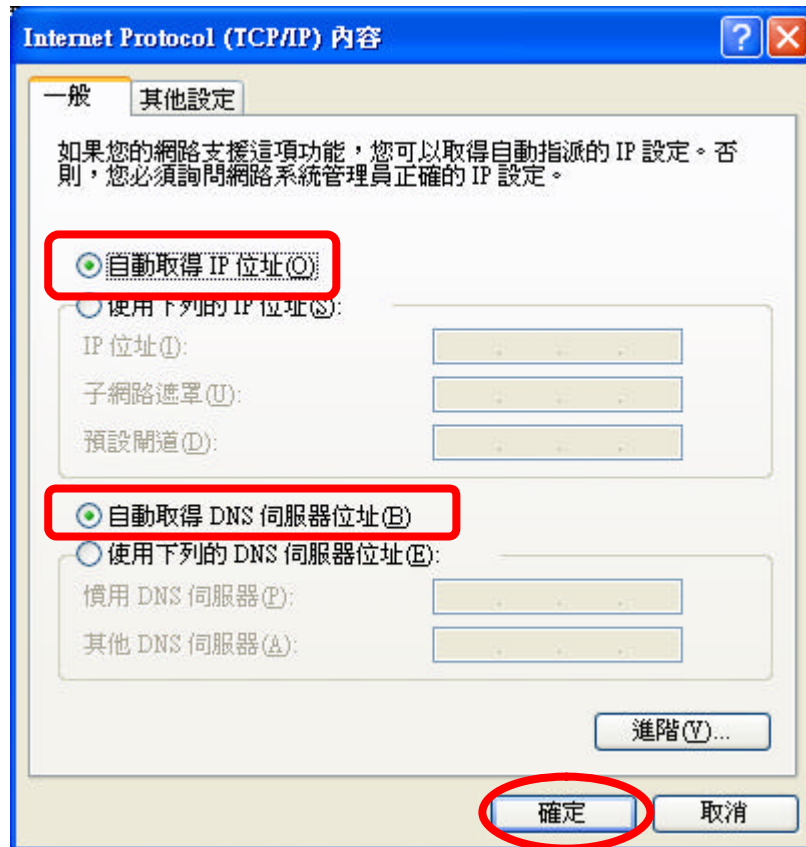 Internet Protocol (TCP/IP) 內容
一般 其他設定
如果您的網路支援這項功能，您可以取得自動指派的 IP 設定。否
則，您必須詢問網路系統管理員正確的 IP 設定。
自動取得 IP 位址(O)
使用下列的 IP 位址(S):
IP 位址(I):
子網路遮罩(U):
預設閘道(D):
自動取得 DNS 伺服器位址(B)
使用下列的 DNS 伺服器位址(E):
慣用 DNS 伺服器(P):
其他 DNS 伺服器(A):
進階(V)...
確定 取消